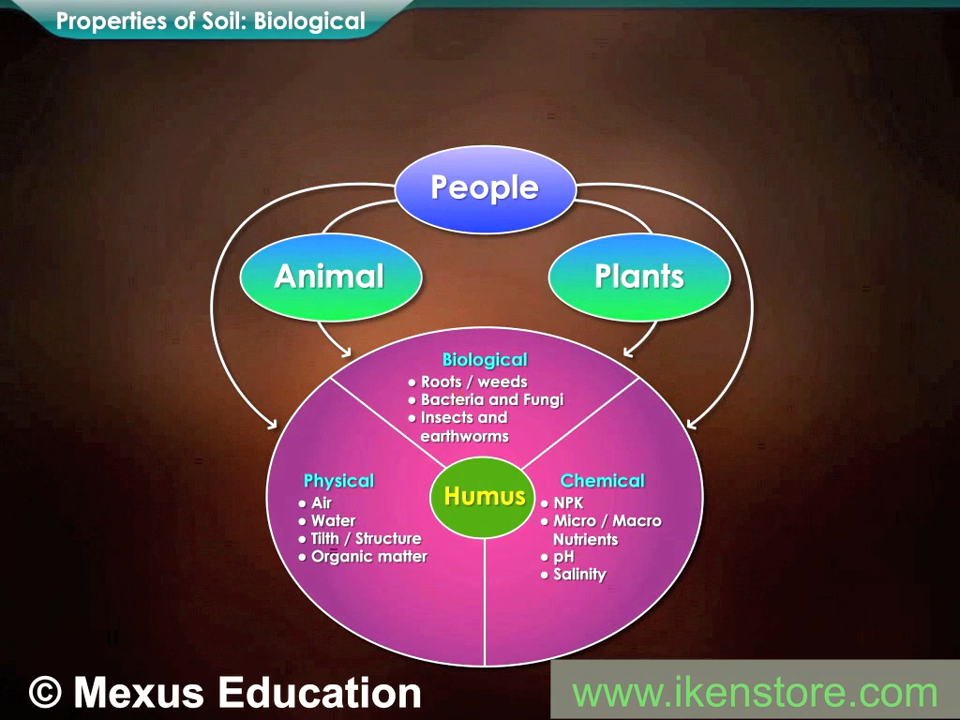 Properties of Soil: Biological
People
Animal
Plants
Biological
● Roots / weeds
● Bacteria and Fungi
● Insects and
earthworms
Physical
● Air
● Water
● Tilth / Structure
● Organic matter
Humus
Chemical
● NPK
● Micro / Macro
Nutrients
● pH
● Salinity
© Mexus Education
www.ikenstore.com